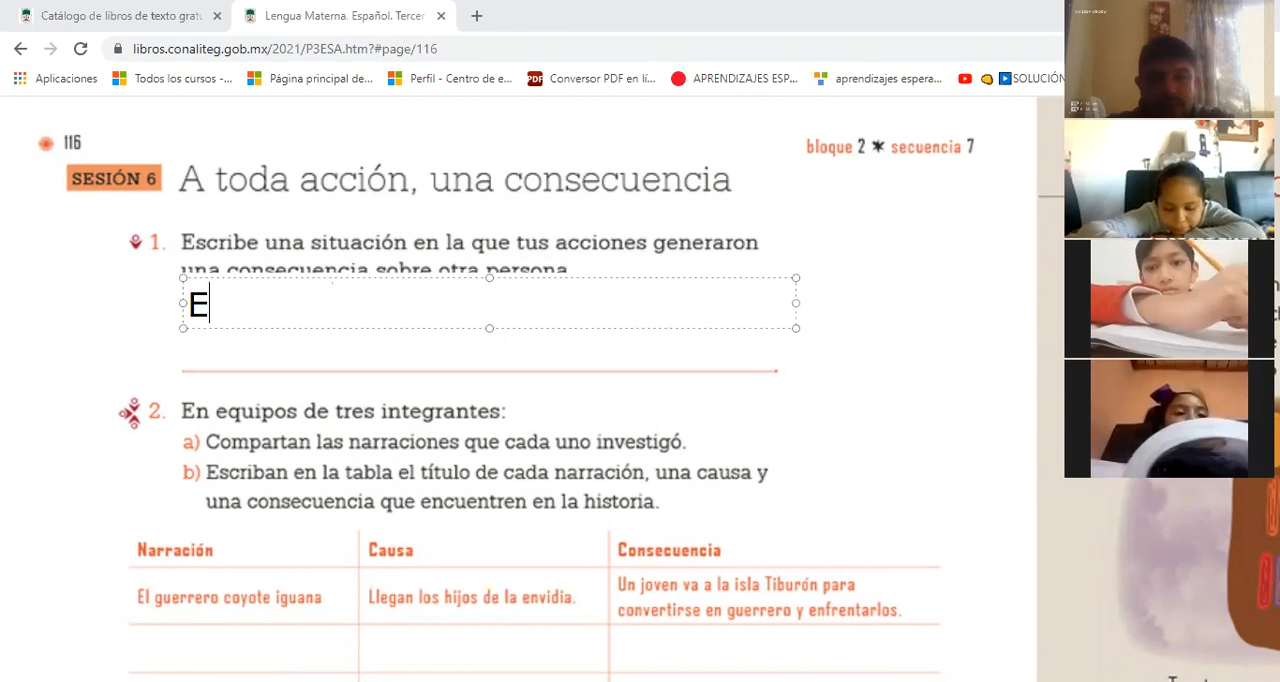 Catálogo de libros de texto gratu
Lengua Materna. Español. Tercer
libros.conaliteg.gob.mx/2021/P3ESA.htm?#page/116
Aplicaciones
Todos los cursos -...
Página principal de...
Perfil - Centro de e...
PDF
Conversor PDF en lí...
APRENDIZAJES ESP...
aprendizajes espera...
SOLUCIÓN
116
bloque 2 * secuencia 7
SESIÓN 6 A toda acción, una consecuencia
1. Escribe una situación en la que tus acciones generaron
una consecuencia sobre otra persona.
E
2. En equipos de tres integrantes:
a) Compartan las narraciones que cada uno investigó.
b) Escriban en la tabla el título de cada narración, una causa y
una consecuencia que encuentren en la historia.
Narración
Causa
Consecuencia
El guerrero coyote iguana
Llegan los hijos de la envidia.
Un joven va a la isla Tiburón para
convertirse en guerrero y enfrentarlos.